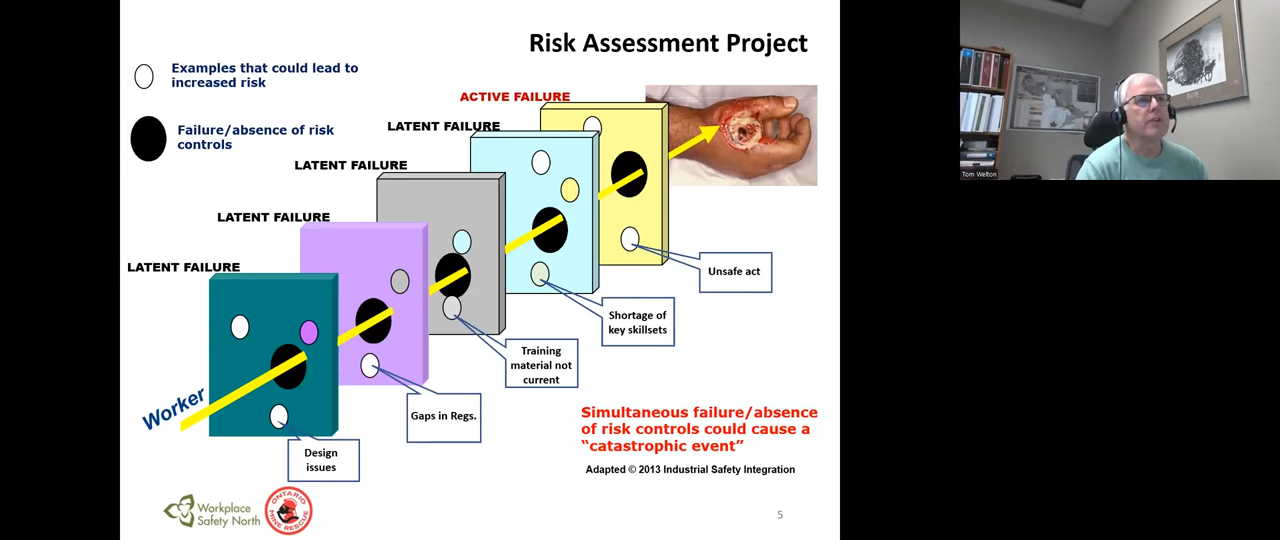 Risk Assessment Project
Examples that could lead to
increased risk
Failure/absence of risk
controls
ACTIVE FAILURE
LATENT FAILURE
LATENT FAILURE
LATENT FAILURE
LATENT FAILURE
Worker
Unsafe act
Shortage of
key skillsets
Training
material not
current
Gaps in Regs.
Design
issues
Simultaneous failure/absence
of risk controls could cause a
“catastrophic event”
Adapted © 2013 Industrial Safety Integration
Workplace
Safety North
ONTARIO
MINE RESCUE
5
Tom Welton